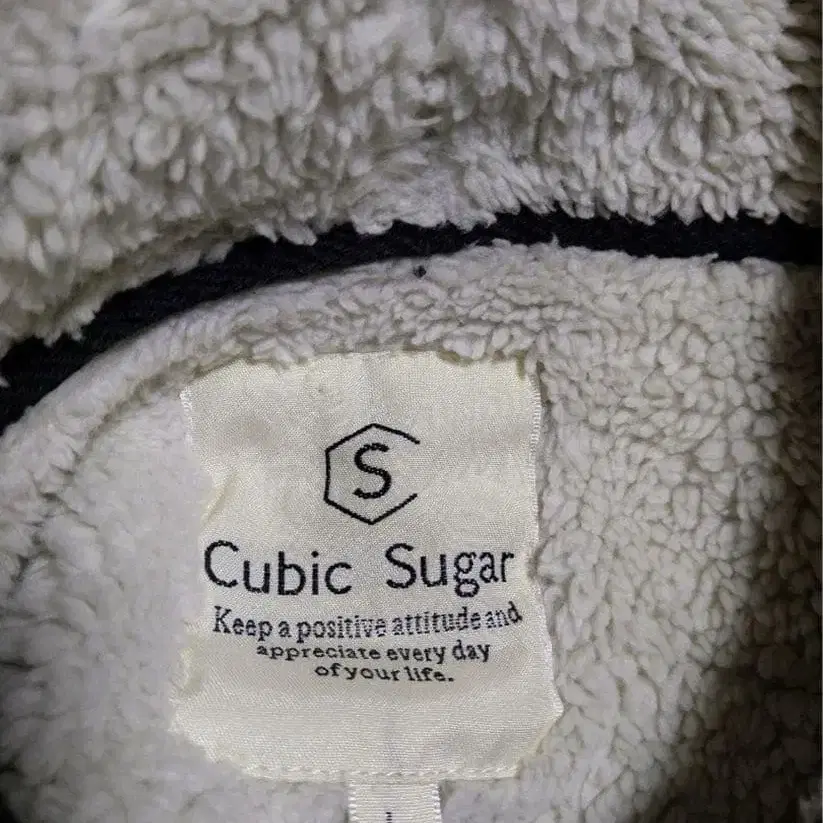 S
Cubic Sugar
Keep a positive attitude and
appreciate every day
of your life.